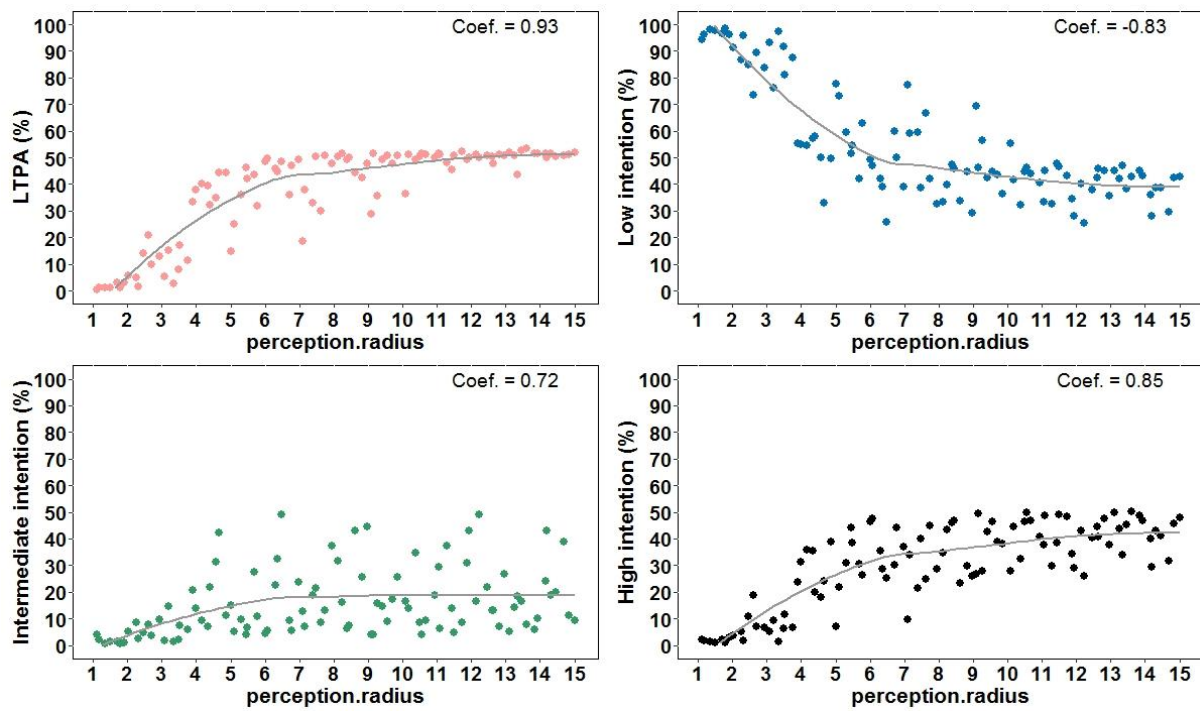 Coef. = 0.93
LTPA (%)
100
90
80
70
60
50
40
30
20
10
0
1 2 3 4 5 6 7 8 9 10 11 12 13 14 15
perception.radius
Coef. = -0.83
Low intention (%)
100
90
80
70
60
50
40
30
20
10
0
1 2 3 4 5 6 7 8 9 10 11 12 13 14 15
perception.radius
Coef. = 0.72
Intermediate intention (%)
100
90
80
70
60
50
40
30
20
10
0
1 2 3 4 5 6 7 8 9 10 11 12 13 14 15
perception.radius
Coef. = 0.85
High intention (%)
100
90
80
70
60
50
40
30
20
10
0
1 2 3 4 5 6 7 8 9 10 11 12 13 14 15
perception.radius